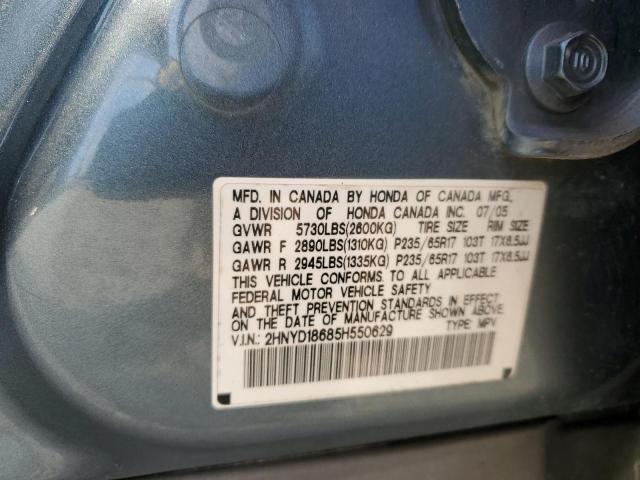 10
MFD. IN CANADA BY HONDA OF CANADA MFG.,
A DIVISION OF HONDA CANADA INC. 07/05
GVWR 5730LBS(2600KG) TIRE SIZE RIM SIZE
GAWR F 2890LBS(1310KG) P235/65R17 103T 17X6.5JJ
GAWR R 2945LBS(1335KG) P235/65R17 103T 17X6.5JJ
THIS VEHICLE CONFORMS TO ALL APPLICABLE
FEDERAL MOTOR VEHICLE SAFETY
AND THEFT PREVENTION STANDARDS IN EFFECT
ON THE DATE OF MANUFACTURE SHOWN ABOVE.
V.I.N.: 2HNYD18685H550629 TYPE MPV